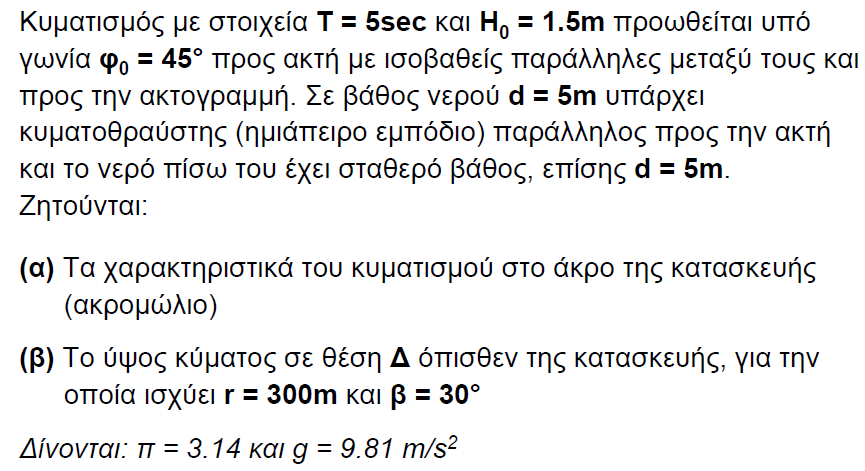 Κυματισμός με στοιχεία T = 5sec και H₀ = 1.5m προωθείται υπό
γωνία φ₀ = 45° προς ακτή με ισοβαθείς παράλληλες μεταξύ τους και
προς την ακτογραμμή. Σε βάθος νερού d = 5m υπάρχει
κυματοθραύστης (ημιάπειρο εμπόδιο) παράλληλος προς την ακτή
και το νερό πίσω του έχει σταθερό βάθος, επίσης d = 5m.
Ζητούνται:
(α) Τα χαρακτηριστικά του κυματισμού στο άκρο της κατασκευής
(ακρομώλιο)
(β) Το ύψος κύματος σε θέση Δ όπισθεν της κατασκευής, για την
οποία ισχύει r = 300m και β = 30°
Δίνονται: π = 3.14 και g = 9.81 m/s²